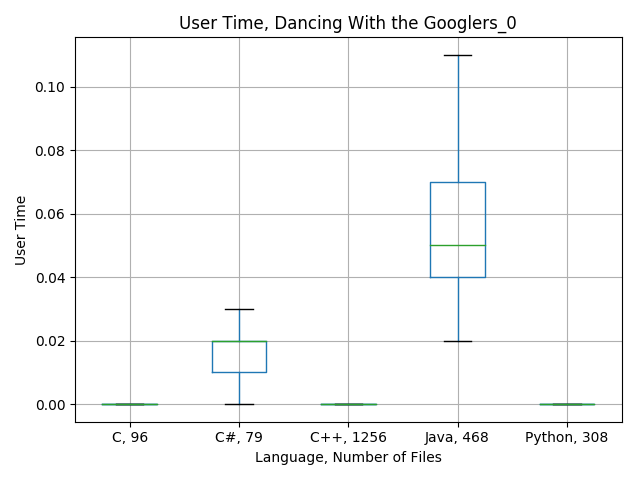 User Time, Dancing With the Googlers_0
0.10
0.08
0.06
0.04
0.02
0.00
User Time
C, 96
C#, 79
C++, 1256
Java, 468
Python, 308
Language, Number of Files